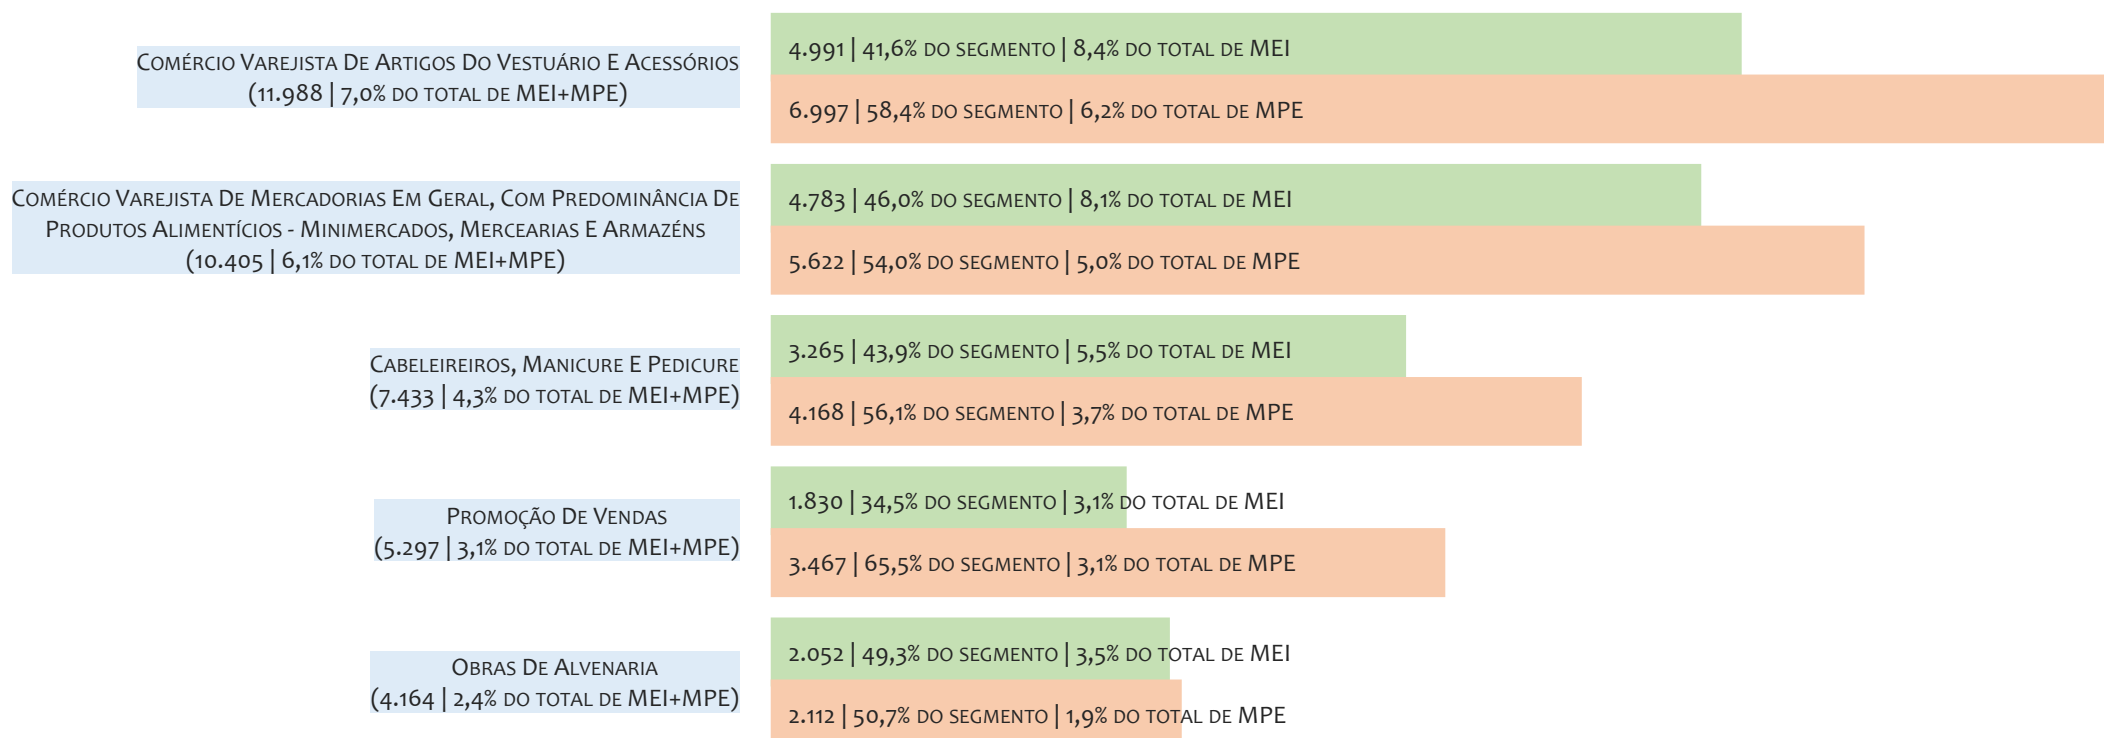 Comércio Varejista De Artigos Do Vestuário E Acessórios
(11.988 | 7,0% do total de MEI+MPE)
4.991 | 41,6% do segmento | 8,4% do total de MEI
6.997 | 58,4% do segmento | 6,2% do total de MPE
Comércio Varejista De Mercadorias Em Geral, Com Predominância De
Produtos Alimentícios - Minimercados, Mercearias E Armazéns
(10.405 | 6,1% do total de MEI+MPE)
4.783 | 46,0% do segmento | 8,1% do total de MEI
5.622 | 54,0% do segmento | 5,0% do total de MPE
Cabeleireiros, Manicure E Pedicure
(7.433 | 4,3% do total de MEI+MPE)
3.265 | 43,9% do segmento | 5,5% do total de MEI
4.168 | 56,1% do segmento | 3,7% do total de MPE
Promoção De Vendas
(5.297 | 3,1% do total de MEI+MPE)
1.830 | 34,5% do segmento | 3,1% do total de MEI
3.467 | 65,5% do segmento | 3,1% do total de MPE
Obras De Alvenaria
(4.164 | 2,4% do total de MEI+MPE)
2.052 | 49,3% do segmento | 3,5% do total de MEI
2.112 | 50,7% do segmento | 1,9% do total de MPE